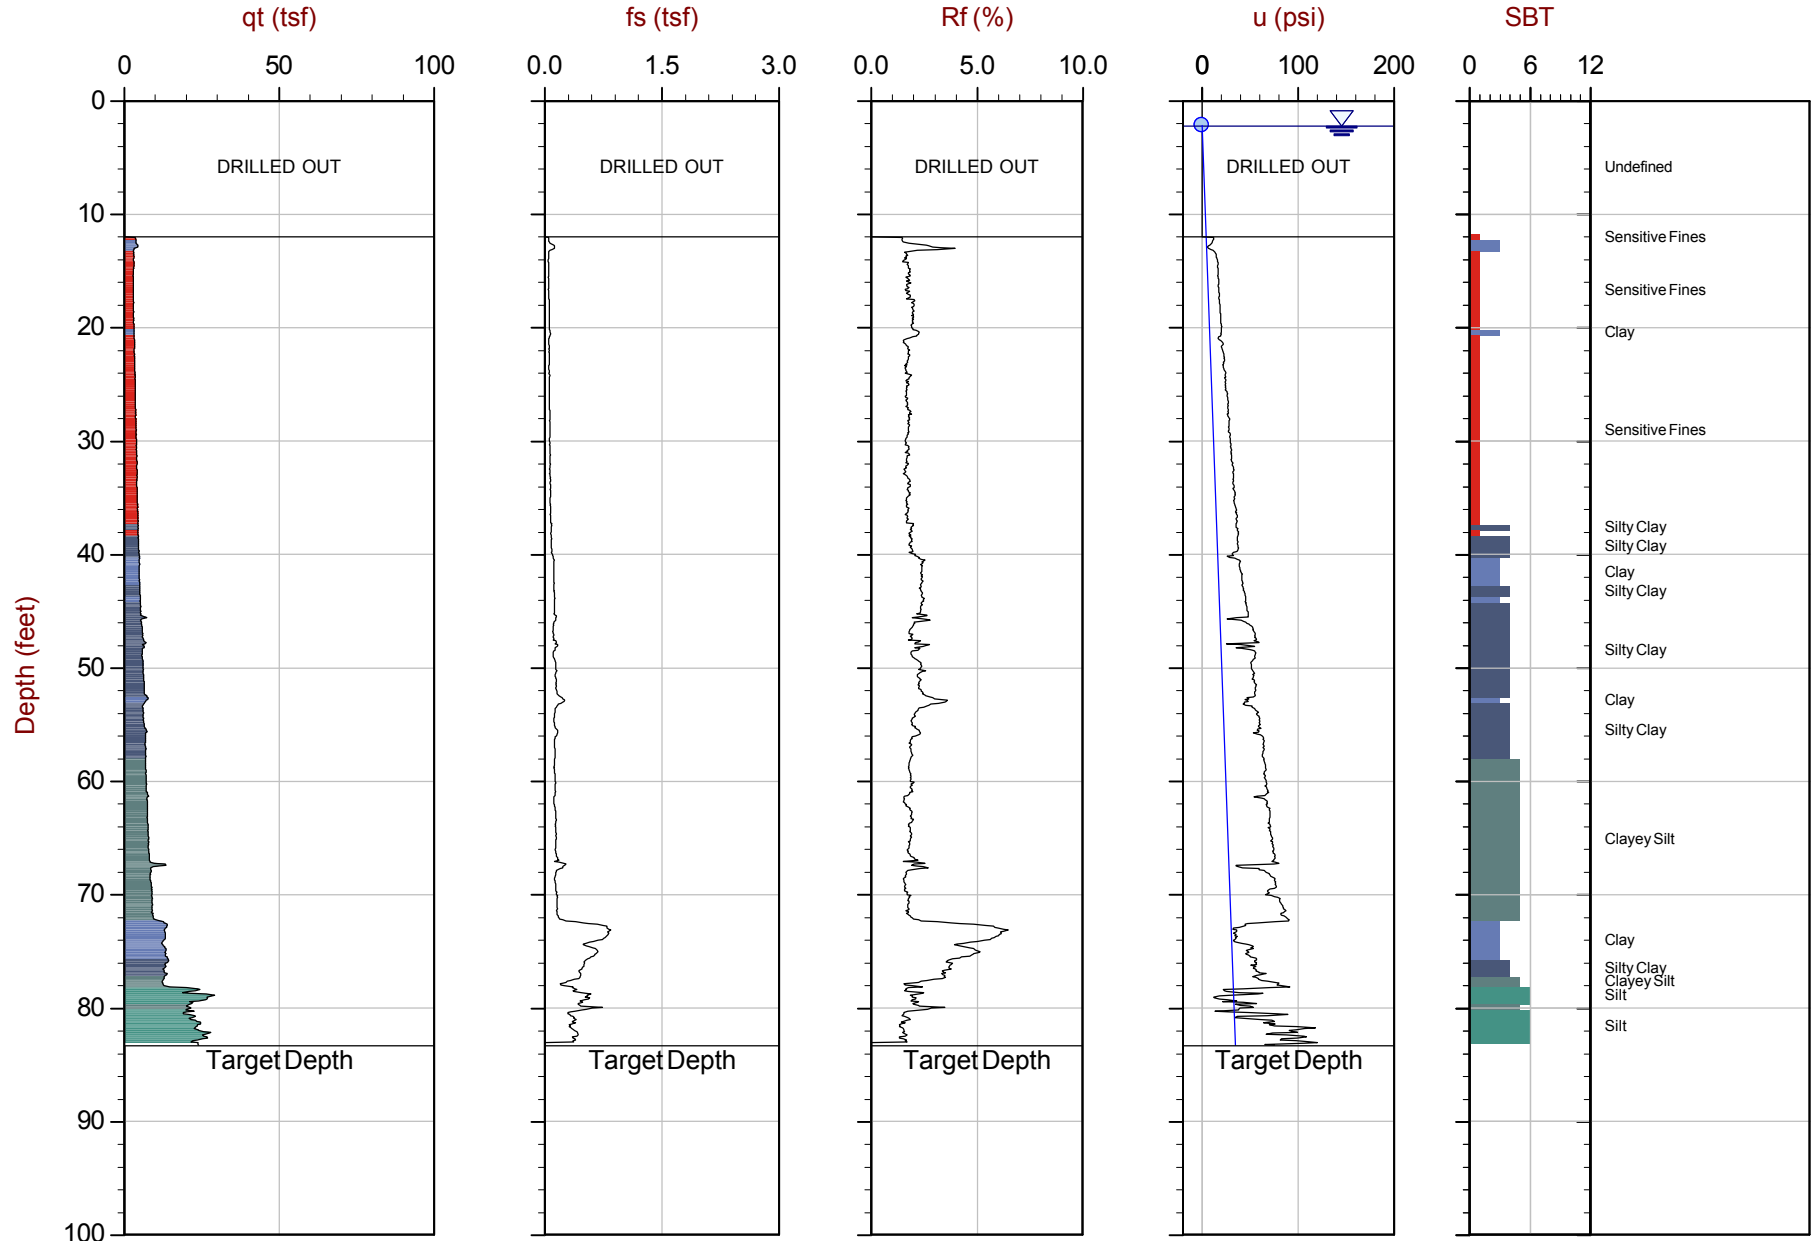 qt (tsf) fs (tsf) Rf (%) u (psi) SBT
0 50 100 0.0 1.5 3.0 0.0 5.0 10.0 0 100 200 0 6 12
0
DRILLED OUT DRILLED OUT DRILLED OUT DRILLED OUT Undefined
10
Sensitive Fines
Sensitive Fines
20
Clay
Sensitive Fines
30
Silty Clay
Silty Clay
40
Clay
Silty Clay
Silty Clay
50
Clay
Silty Clay
Depth (feet)
60
Clayey Silt
70
Clay
Silty Clay
Clayey Silt
Silt
80
Silt
Target Depth Target Depth Target Depth Target Depth
90
100